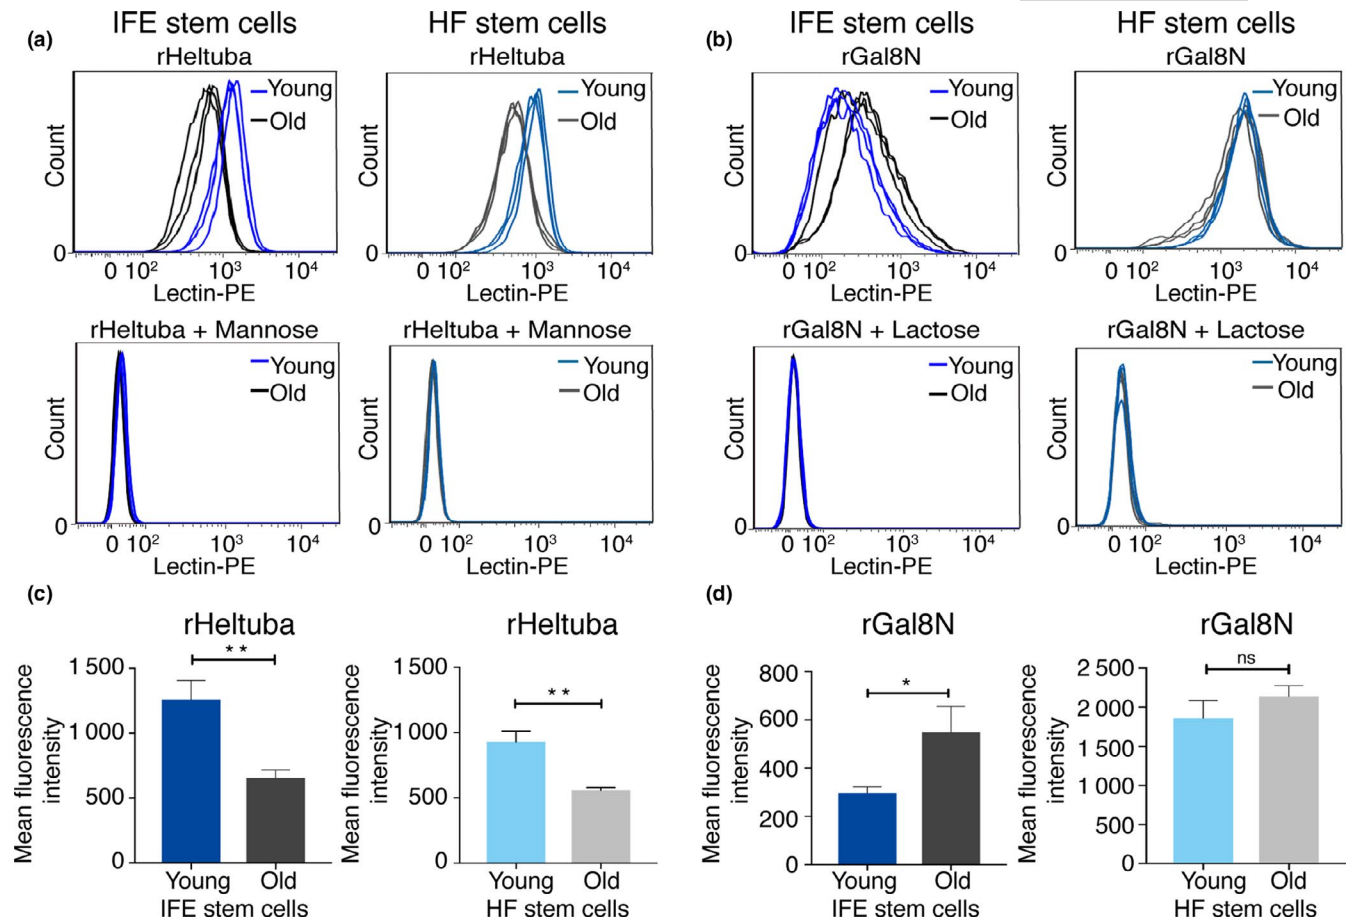 (a)
IFE stem cells
rHeltuba
Young
Old
Count
0
0 10² 10³ 10⁴
Lectin-PE
HF stem cells
rHeltuba
Young
Old
Count
0
0 10² 10³ 10⁴
Lectin-PE
rHeltuba + Mannose
Young
Old
Count
0
0 10² 10³ 10⁴
Lectin-PE
rHeltuba + Mannose
Young
Old
Count
0
0 10² 10³ 10⁴
Lectin-PE
(b)
IFE stem cells
rGal8N
Young
Old
Count
0
0 10² 10³ 10⁴
Lectin-PE
HF stem cells
rGal8N
Young
Old
Count
0
0 10² 10³ 10⁴
Lectin-PE
rGal8N + Lactose
Young
Old
Count
0
0 10² 10³ 10⁴
Lectin-PE
rGal8N + Lactose
Young
Old
Count
0
0 10² 10³ 10⁴
Lectin-PE
(c)
rHeltuba
Mean fluorescence
intensity
1 500
1 000
500
0
**
Young Old
IFE stem cells
rHeltuba
Mean fluorescence
intensity
1 500
1 000
500
0
**
Young Old
HF stem cells
(d)
rGal8N
Mean fluorescence
intensity
800
600
400
200
0
*
Young Old
IFE stem cells
rGal8N
Mean fluorescence
intensity
2 500
2 000
1 500
1 000
500
0
ns
Young Old
HF stem cells